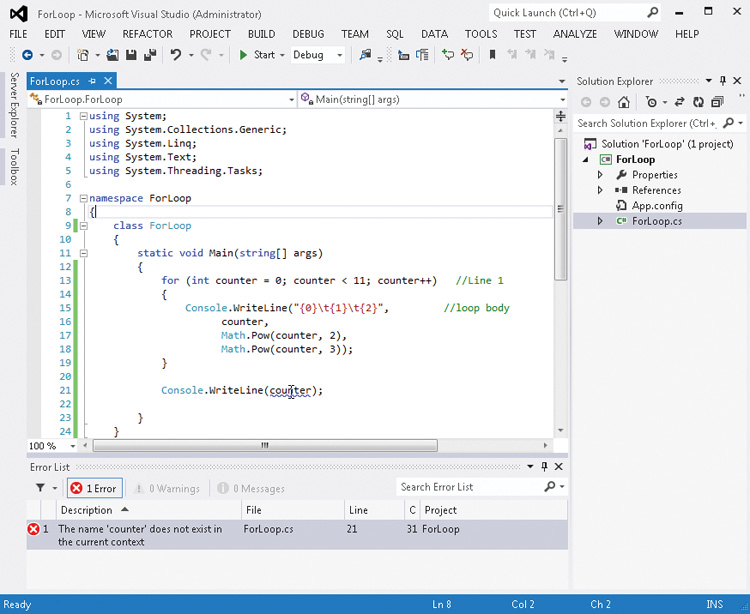 ForLoop - Microsoft Visual Studio (Administrator)
Quick Launch (Ctrl+Q)
FILE EDIT VIEW REFACTOR PROJECT BUILD DEBUG TEAM SQL DATA TOOLS TEST ANALYZE WINDOW HELP
Start Debug
Server Explorer
Toolbox
ForLoop.cs
ForLoop.ForLoop Main(string[] args)
1 using System;
2 using System.Collections.Generic;
3 using System.Linq;
4 using System.Text;
5 using System.Threading.Tasks;
6
7 namespace ForLoop
8 {
9 class ForLoop
10 {
11 static void Main(string[] args)
12 {
13 for (int counter = 0; counter < 11; counter++) //Line 1
14 {
15 Console.WriteLine("{0}\t{1}\t{2}", //loop body
16 counter,
17 Math.Pow(counter, 2),
18 Math.Pow(counter, 3));
19 }
20
21 Console.WriteLine(counter);
22
23 }
24 }
100 %
Solution Explorer
Search Solution Explorer (Ctrl+,
Solution 'ForLoop' (1 project)
ForLoop
Properties
References
App.config
ForLoop.cs
Error List
1 Error 0 Warnings 0 Messages Search Error List
Description File Line C Project
1 The name 'counter' does not exist in ForLoop.cs 21 31 ForLoop
the current context
Ready Ln 8 Col 2 Ch 2 INS